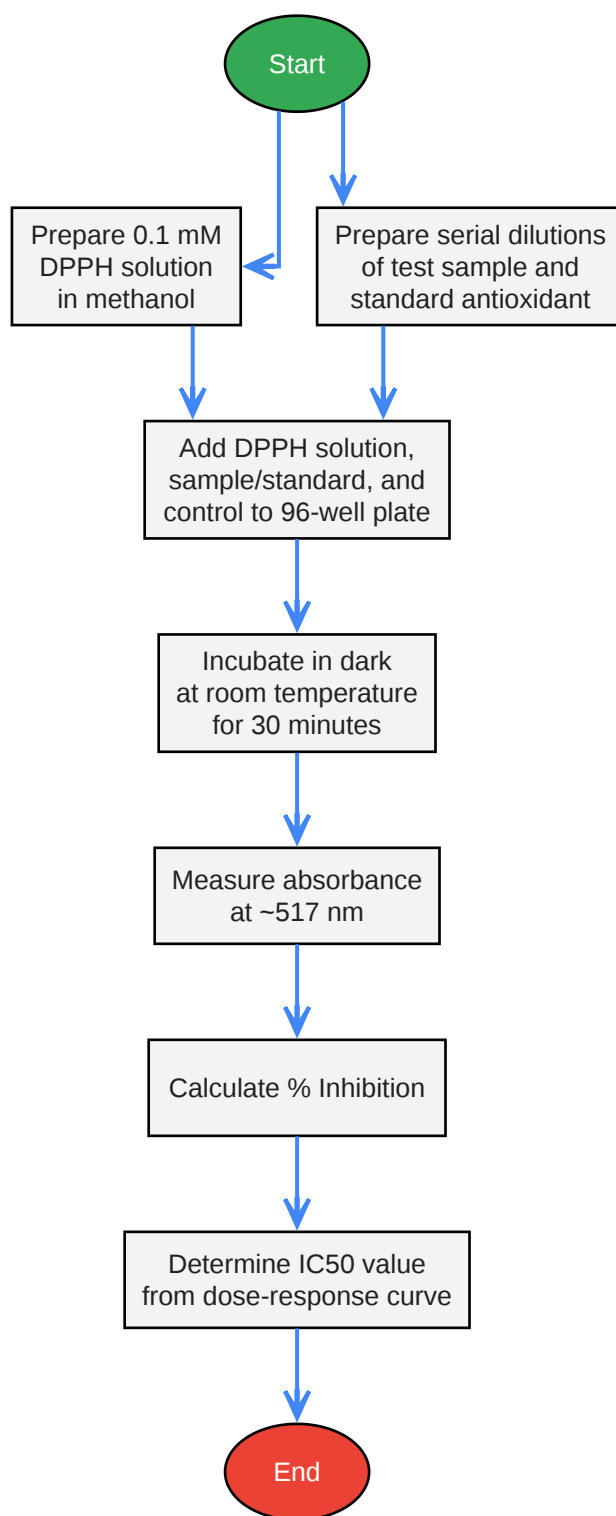 Start
Prepare 0.1 mM
DPPH solution
in methanol
Prepare serial dilutions
of test sample and
standard antioxidant
Add DPPH solution,
sample/standard, and
control to 96-well plate
Incubate in dark
at room temperature
for 30 minutes
Measure absorbance
at ~517 nm
Calculate % Inhibition
Determine IC50 value
from dose-response curve
End